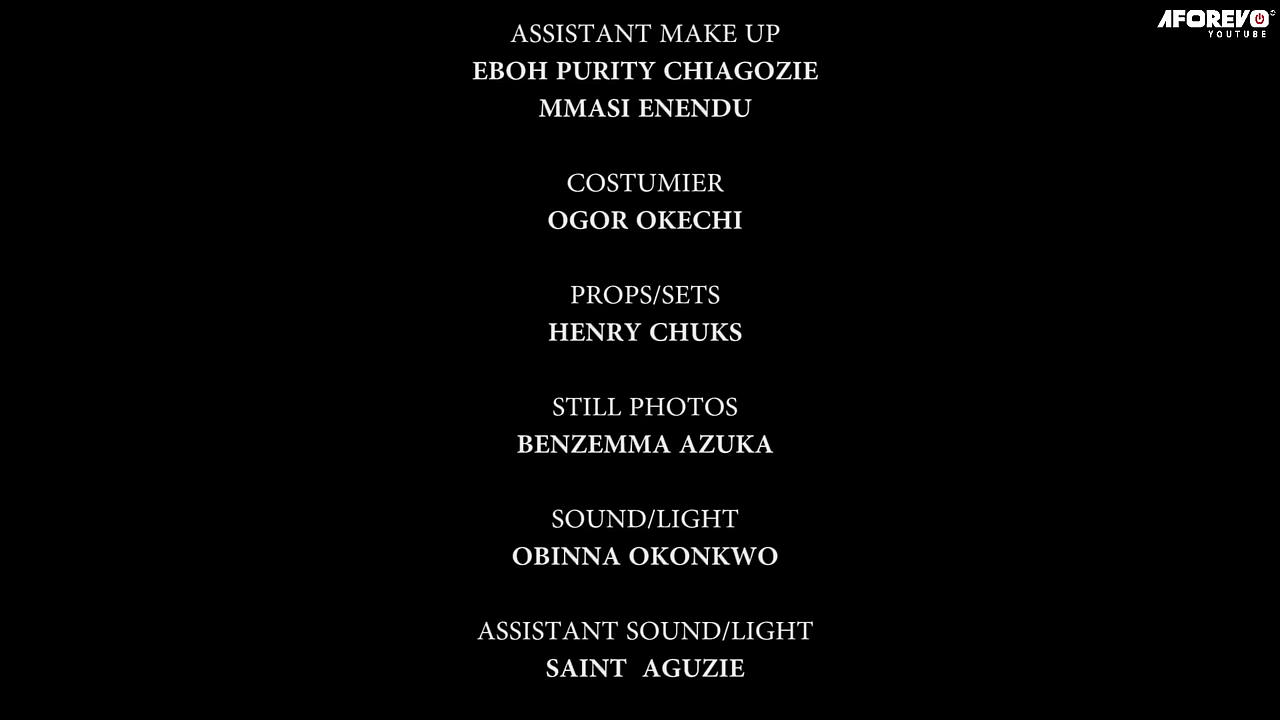 AFOREVO
YOUTUBE
ASSISTANT MAKE UP
EBOH PURITY CHIAGOZIE
MMASI ENENDU
COSTUMIER
OGOR OKECHI
PROPS/SETS
HENRY CHUKS
STILL PHOTOS
BENZEMMA AZUKA
SOUND/LIGHT
OBINNA OKONKWO
ASSISTANT SOUND/LIGHT
SAINT  AGUZIE